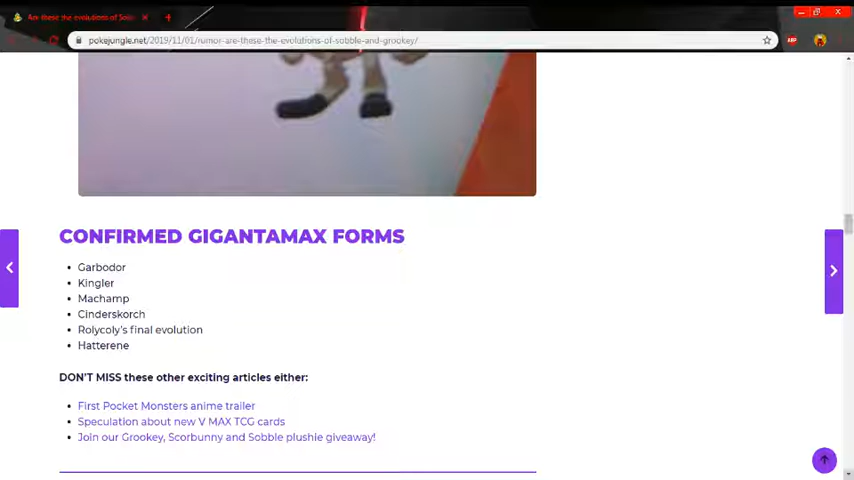 Are these the evolutions of Sobb
pokejungle.net/2019/11/01/rumor-are-these-the-evolutions-of-sobble-and-grookey/
ABP
CONFIRMED GIGANTAMAX FORMS
Garbodor
Kingler
Machamp
Cinderskorch
Rolycoly's final evolution
Hatterene
DON'T MISS these other exciting articles either:
First Pocket Monsters anime trailer
Speculation about new V MAX TCG cards
Join our Grookey, Scorbunny and Sobble plushie giveaway!